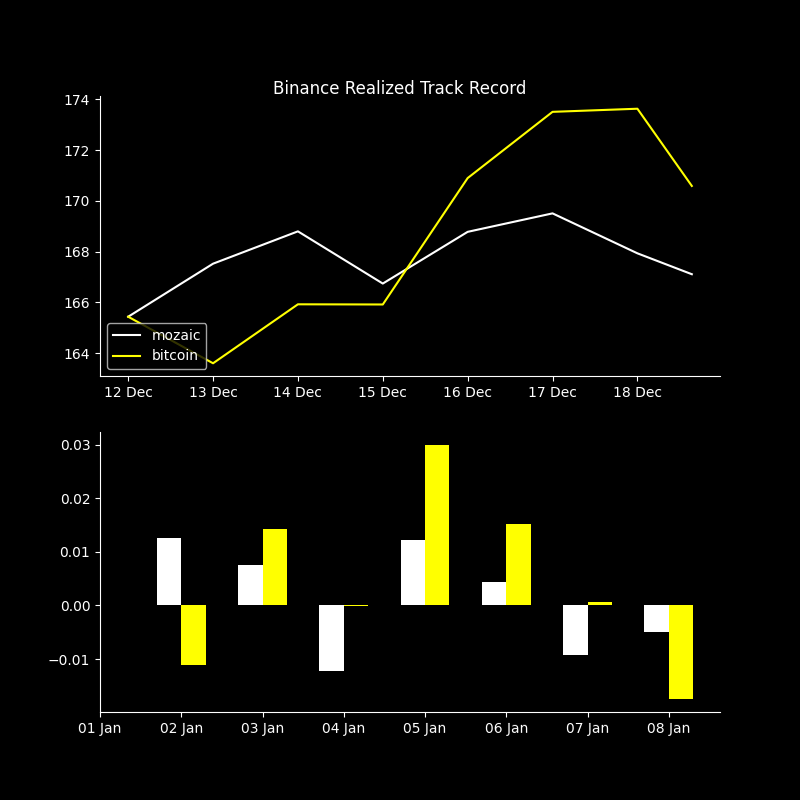 Binance Realized Track Record
174
172
170
168
166
164
mozaic
bitcoin
12 Dec 13 Dec 14 Dec 15 Dec 16 Dec 17 Dec 18 Dec
0.03
0.02
0.01
0.00
−0.01
01 Jan 02 Jan 03 Jan 04 Jan 05 Jan 06 Jan 07 Jan 08 Jan